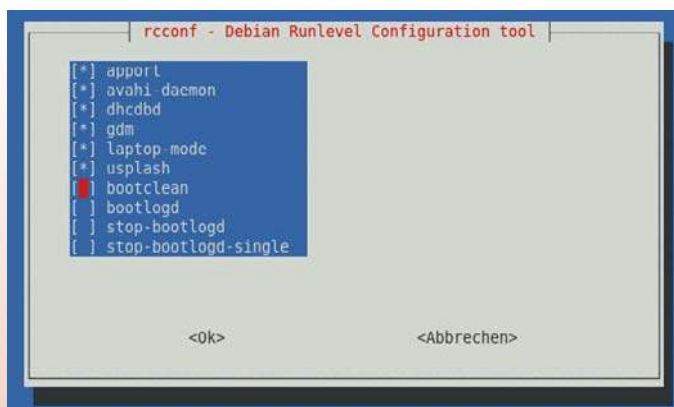 rcconf - Debian Runlevel Configuration tool
[*] apport
[*] avahi-daemon
[*] dhcdbd
[*] gdm
[*] laptop-mode
[*] usplash
[ ] bootclean
[ ] bootlogd
[ ] stop-bootlogd
[ ] stop-bootlogd-single
<Ok> <Abbrechen>